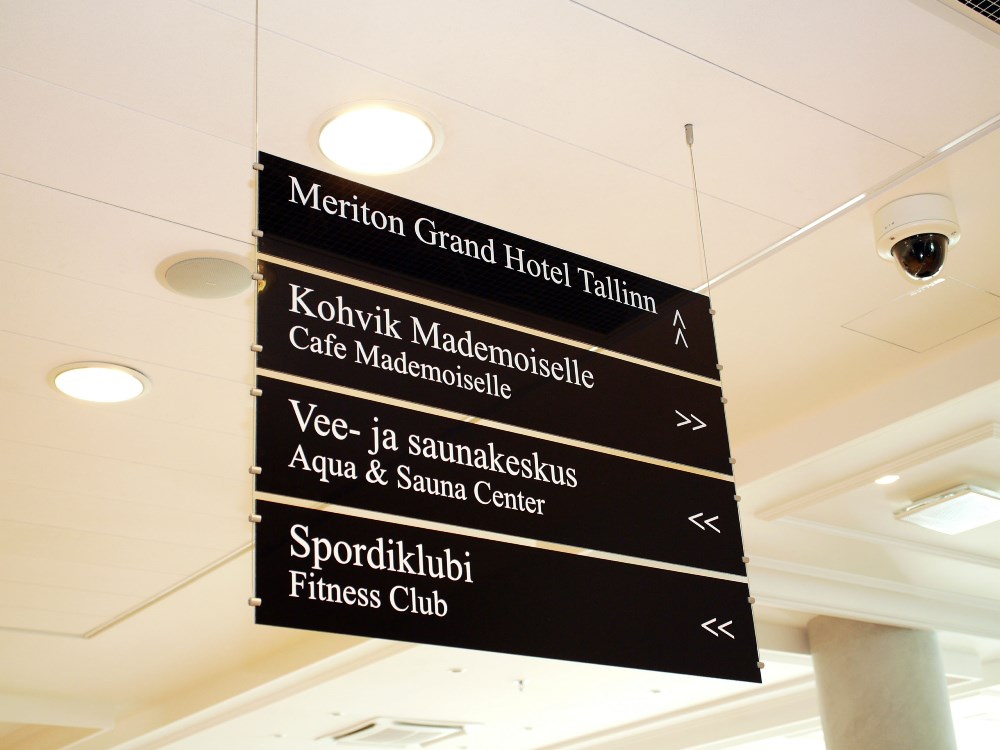 Meriton Grand Hotel Tallinn
Kohvik Mademoiselle
Cafe Mademoiselle
>>
Vee- ja saunakeskus
Aqua & Sauna Center
<<
Spordiklubi
Fitness Club
<<